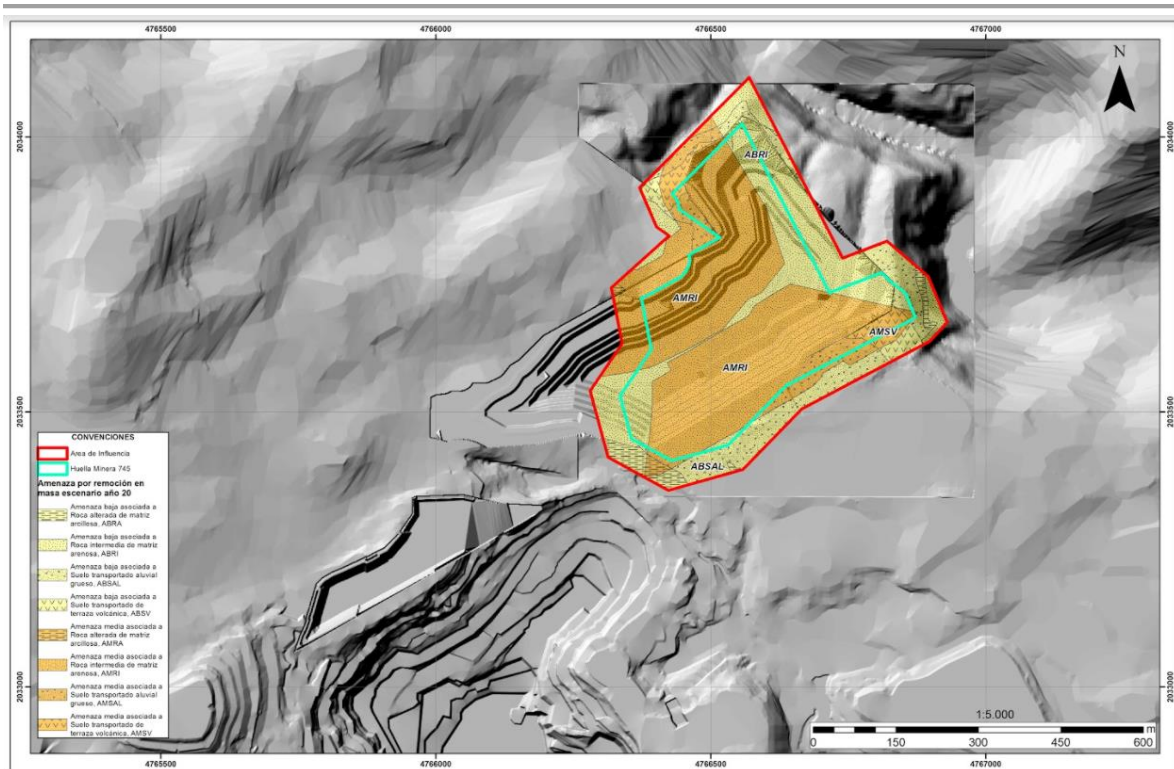 4765500
4766000
4766500
4767000
N
2034000
2034000
ABRI
AMRI
AMSV
AMRI
2033500
2033500
ABSAL
CONVENCIONES
Area de Influencia
Huella Minera 745
Amenaza por remoción en
masa escenario año 20
Amenaza baja asociada a
Roca alterada de matriz
arcillosa, ABRA
Amenaza baja asociada a
Roca intermedia de matriz
arenosa, ABRI
Amenaza baja asociada a
Suelo transportado aluvial
grueso, ABSAL
Amenaza baja asociada a
Suelo transportado de
terraza volcánica, ABSV
Amenaza media asociada a
Roca alterada de matriz
arcillosa, AMRA
Amenaza media asociada a
Roca intermedia de matriz
arenosa, AMRI
Amenaza media asociada a
Suelo transportado aluvial
grueso, AMSAL
Amenaza media asociada a
Suelo transportado de
terraza volcánica, AMSV
2033000
2033000
1:5.000
m
0 150 300 450 600
4765500
4766000
4766500
4767000